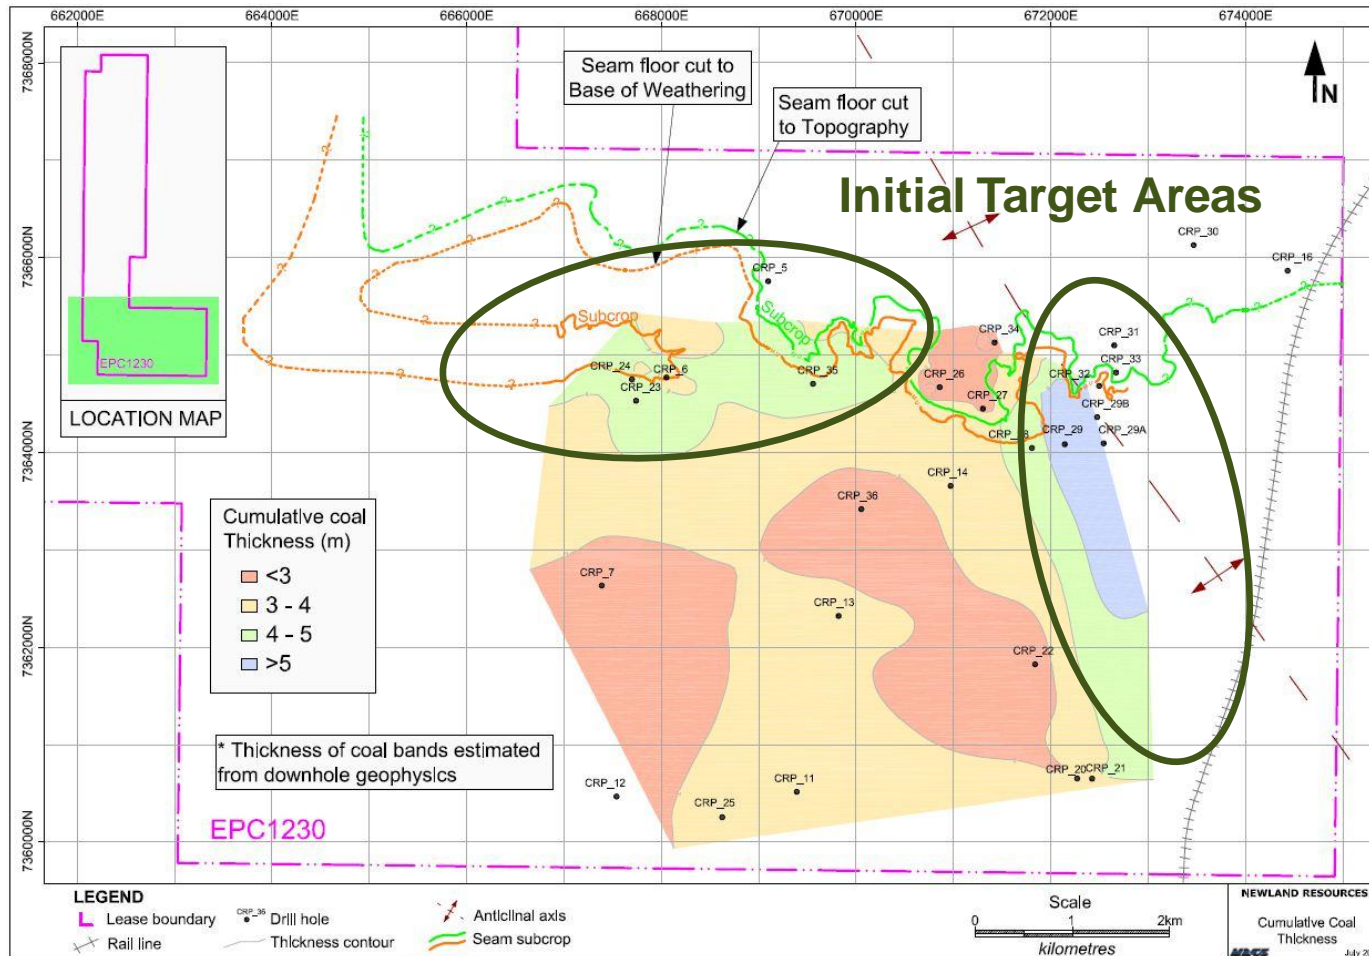 662000E
664000E
666000E
668000E
670000E
672000E
674000E
7368000N
7366000N
7364000N
7362000N
7360000N
EPC1230
LOCATION MAP
Seam floor cut to
Base of Weathering
Seam floor cut
to Topography
N
Initial Target Areas
CRP_30
CRP_16
CRP_5
Subcrop
Subcrop
CRP_34
CRP_31
CRP_33
CRP_24
CRP_6
CRP_23
CRP_35
CRP_26
CRP_27
CRP_32
CRP_29B
CRP_29
CRP_29A
CRP_14
CRP_36
CRP_7
CRP_13
CRP_22
CRP_12
CRP_11
CRP_25
CRP_20
CRP_21
Cumulative coal
Thickness (m)
<3
3 - 4
4 - 5
>5
* Thickness of coal bands estimated
from downhole geophysics
EPC1230
LEGEND
Lease boundary
Rail line
CRP_36 Drill hole
Thickness contour
Anticlinal axis
Seam subcrop
Scale
0 1 2km
kilometres
NEWLAND RESOURCES
Cumulative Coal
Thickness
July